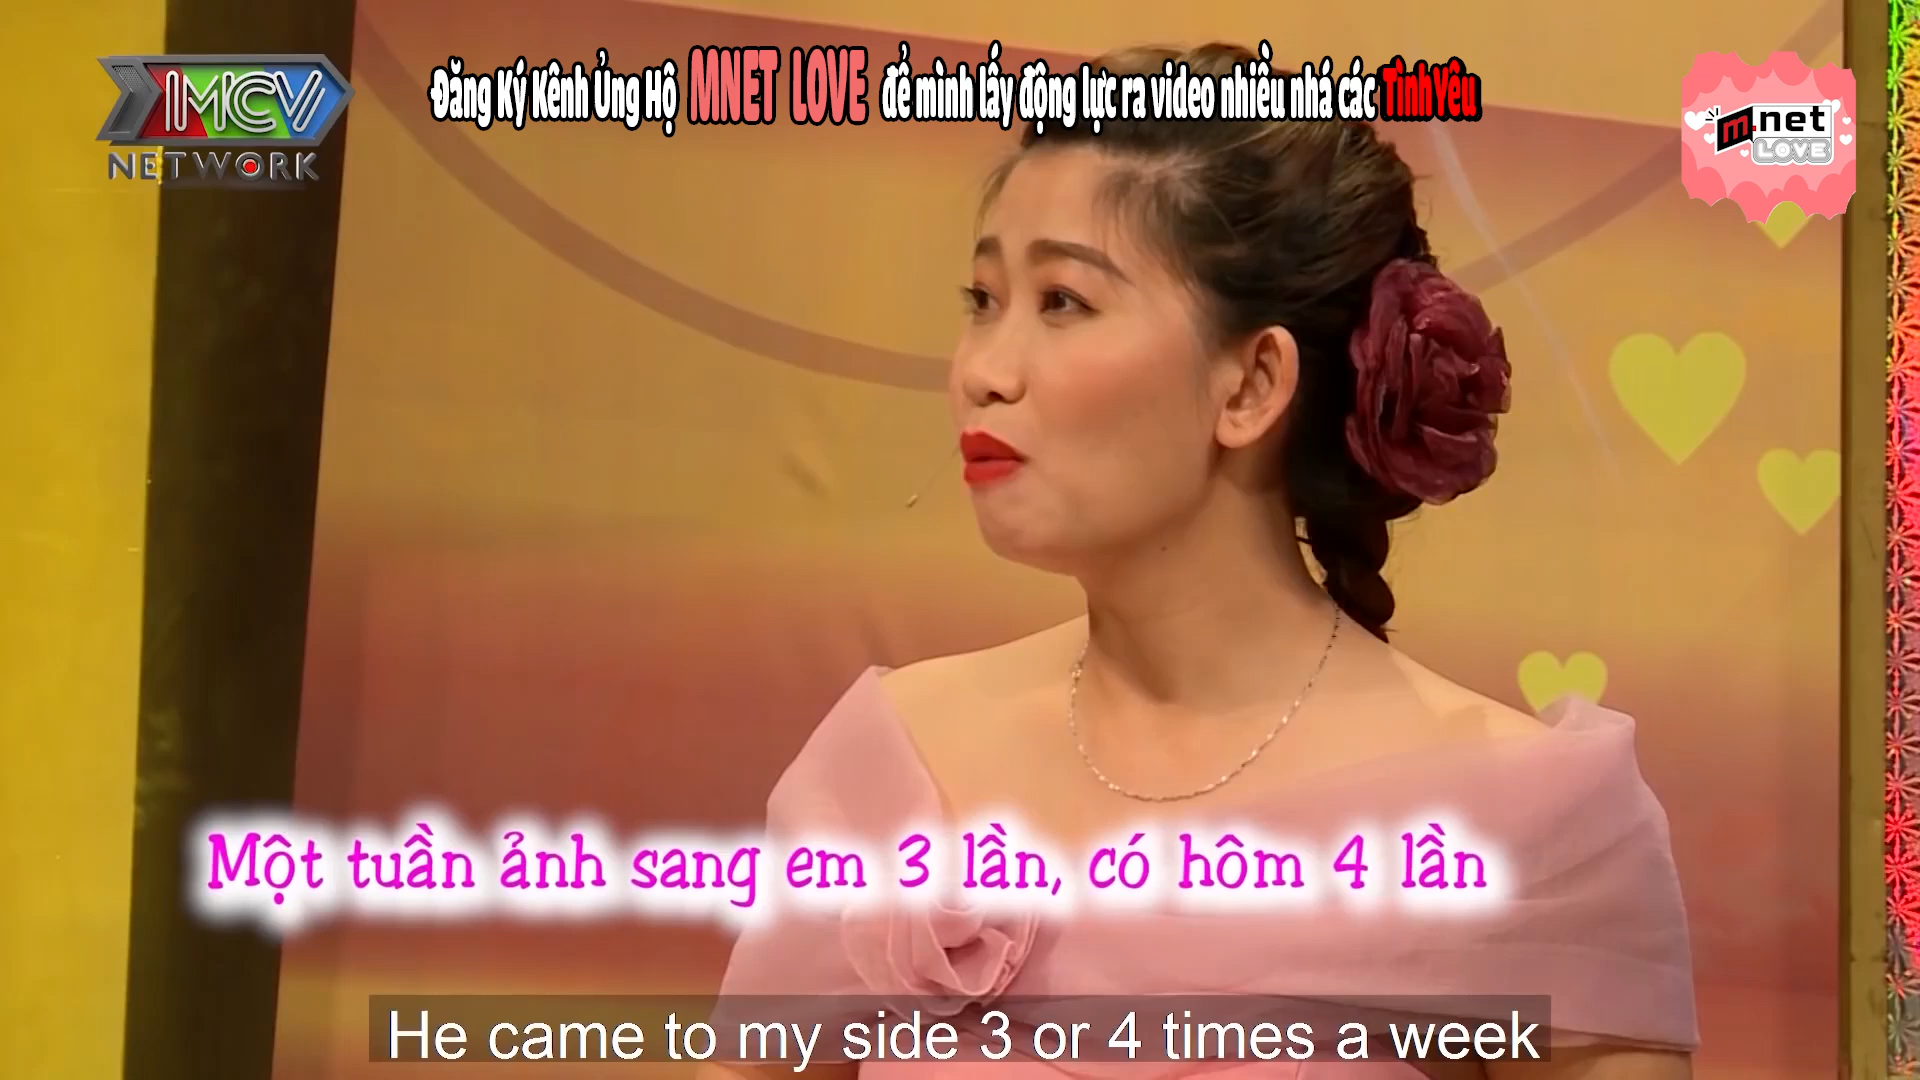 MCV
NETWORK
Đăng Ký Kênh Ủng Hộ MNET LOVE để mình lấy động lực ra video nhiều nhá các Tình Yêu
m.net
LOVE
Một tuần ảnh sang em 3 lần, có hôm 4 lần
He came to my side 3 or 4 times a week